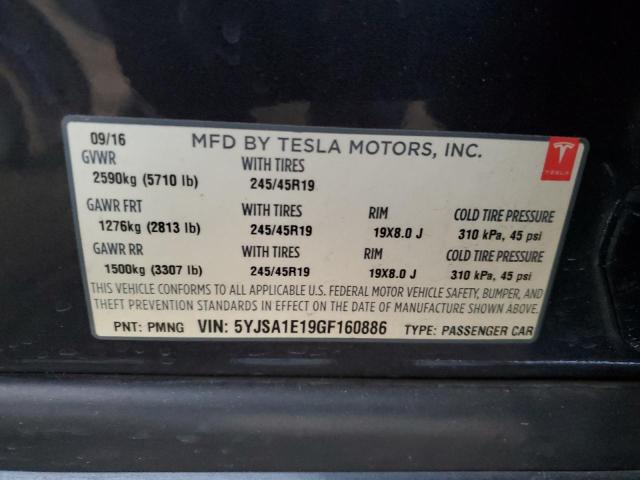 09/16 MFD BY TESLA MOTORS, INC.
GVWR WITH TIRES
2590kg (5710 lb) 245/45R19
TESLA
GAWR FRT WITH TIRES RIM COLD TIRE PRESSURE
1276kg (2813 lb) 245/45R19 19X8.0 J 310 kPa, 45 psi
GAWR RR WITH TIRES RIM COLD TIRE PRESSURE
1500kg (3307 lb) 245/45R19 19X8.0 J 310 kPa, 45 psi
THIS VEHICLE CONFORMS TO ALL APPLICABLE U.S. FEDERAL MOTOR VEHICLE SAFETY, BUMPER, AND
THEFT PREVENTION STANDARDS IN EFFECT ON THE DATE OF MANUFACTURE SHOWN ABOVE.
PNT: PMNG VIN: 5YJSA1E19GF160886 TYPE: PASSENGER CAR